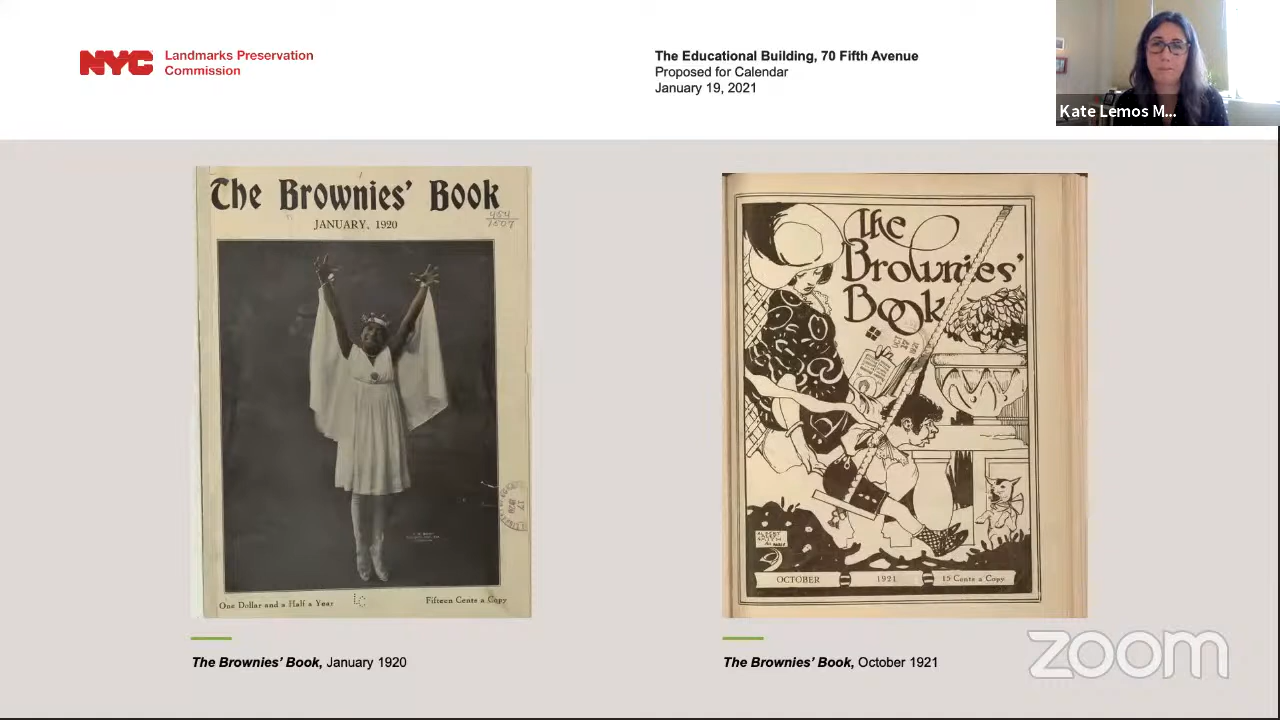 NYC
Landmarks Preservation
Commission
The Educational Building, 70 Fifth Avenue
Proposed for Calendar
January 19, 2021
Kate Lemos M...
The Brownies' Book
JANUARY, 1920
One Dollar and a Half a Year
Fifteen Cents a Copy
The
Brownies'
Book
ALBERT
SMITH
OCTOBER
1921
15 Cents a Copy
The Brownies' Book, January 1920
The Brownies' Book, October 1921
zoom